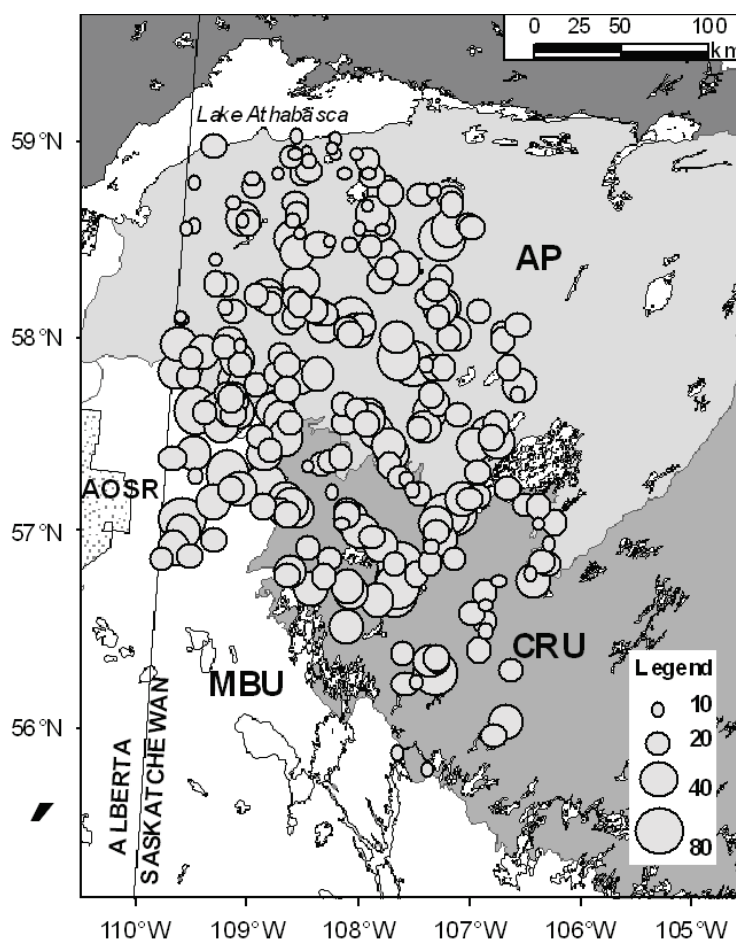 0 25 50 100
km
Lake Athabasca
59°N
AP
58°N
AOSR
57°N
CRU
MBU
Legend
10
20
40
80
56°N
ALBERTA
SASKATCHEWAN
110°W 109°W 108°W 107°W 106°W 105°W